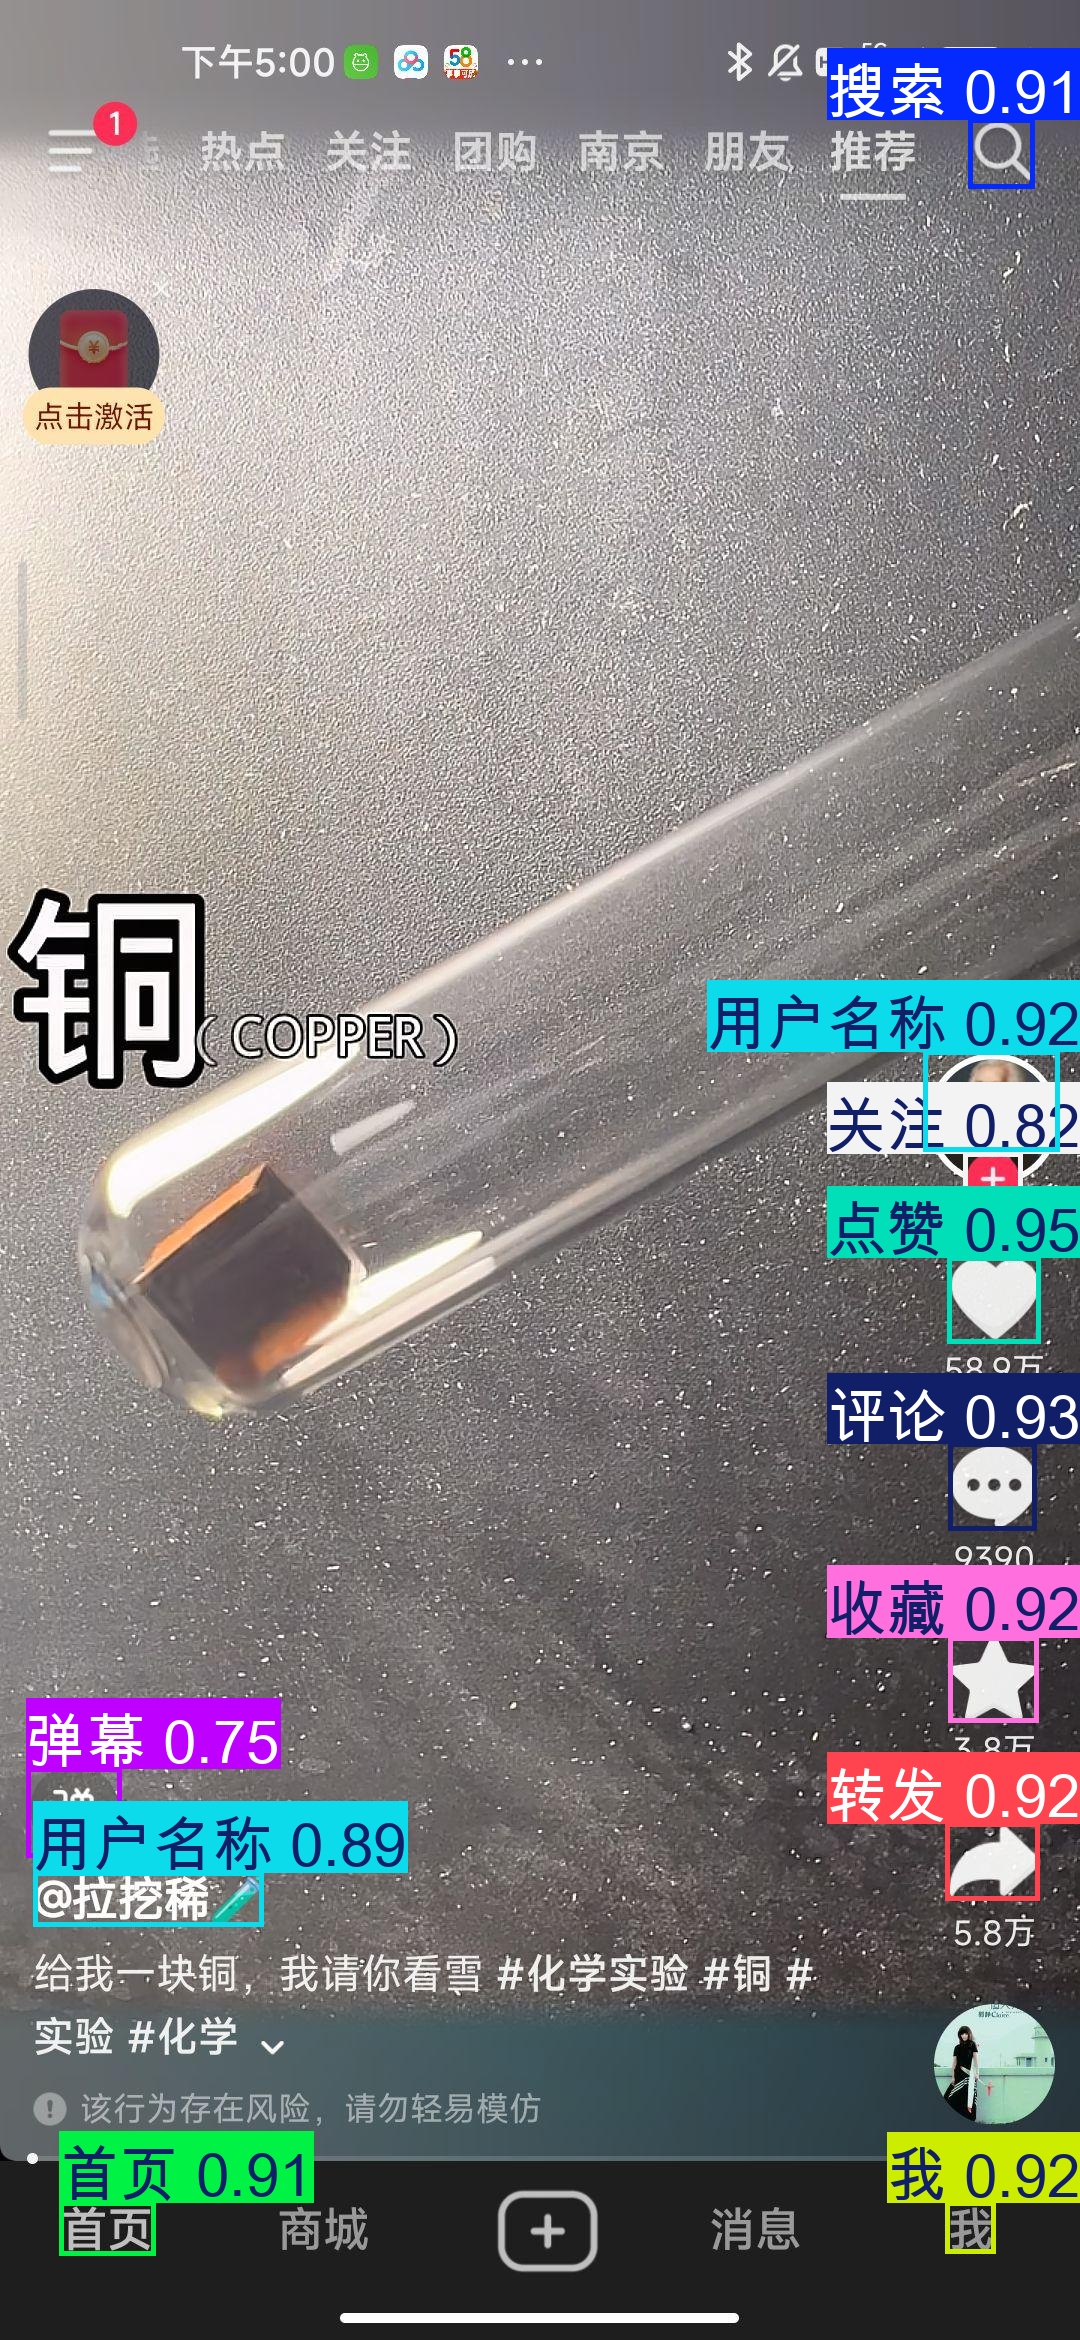 下午5:00
搜索 0.91
1
热点 关注 团购 南京 朋友 推荐
点击激活
铜
(COPPER)
用户名称 0.92
关注 0.82
点赞 0.95
评论 0.93
9390
收藏 0.92
3.8万
转发 0.92
5.8万
弹幕 0.75
用户名称 0.89
@拉挖稀
给我一块铜，我请你看雪 #化学实验 #铜 #
实验 #化学
该行为存在风险，请勿轻易模仿
首页 0.91
我 0.92
首页 商城 消息 我